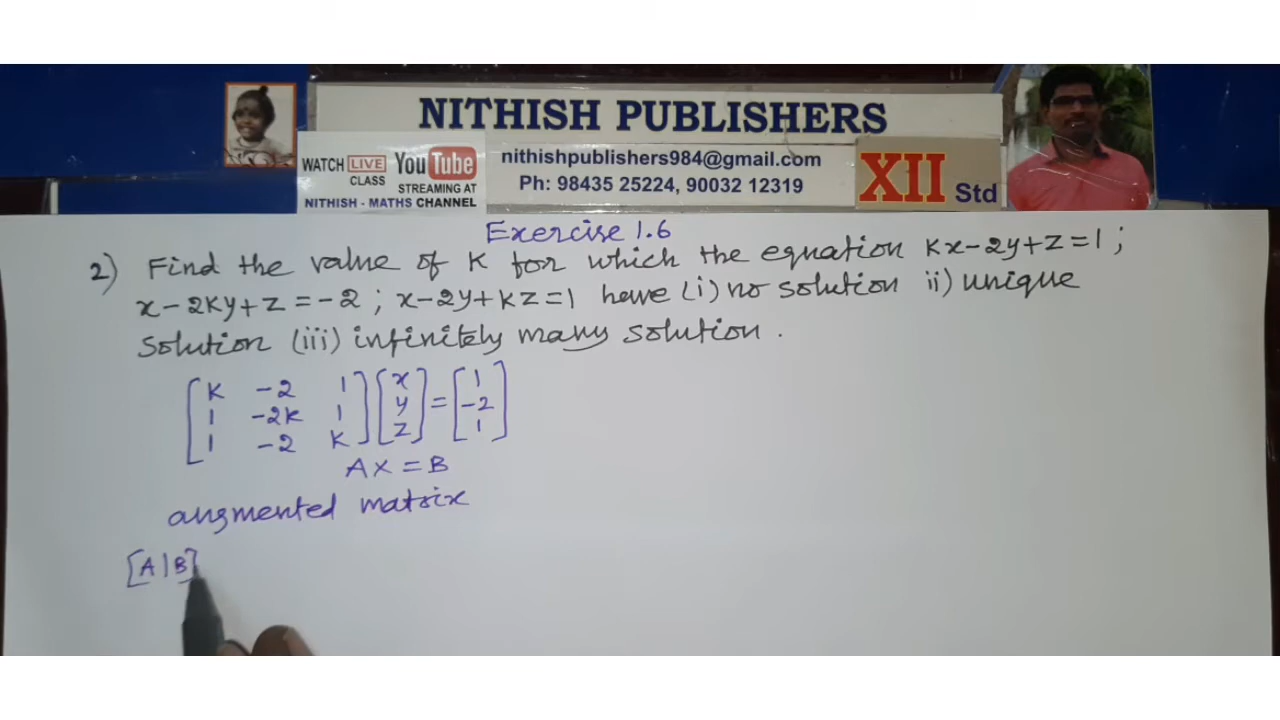 NITHISH PUBLISHERS
WATCH LIVE CLASS YouTube
STREAMING AT
NITHISH - MATHS CHANNEL
nithishpublishers984@gmail.com
Ph: 98435 25224, 90032 12319
XII Std
Exercise 1.6
2) Find the value of K for which the equation Kx-2y+z=1;
x-2Ky+z=-2; x-2y+KZ=1 have (i) no solution ii) unique
solution (iii) infinitely many solution.
[K -2 1] [x] = [1]
[1 -2K 1] [y] = [-2]
[1 -2 K] [z] = [1]
AX = B
augmented matrix
[A|B]